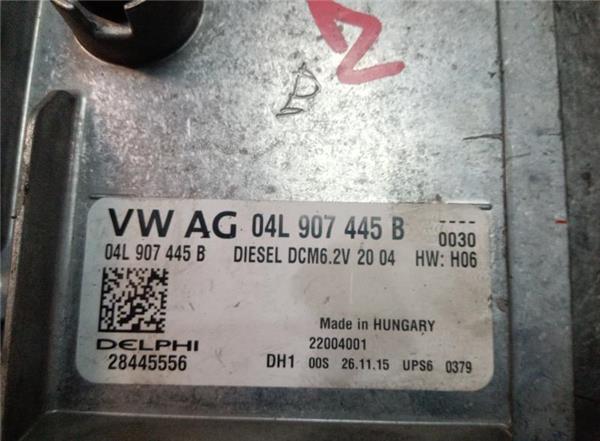 VW AG 04L 907 445 B ----
0030
04L 907 445 B DIESEL DCM6.2V 20 04 HW: H06
Made in HUNGARY
DELPHI 22004001
28445556 DH1 00S 26.11.15 UPS6 0379